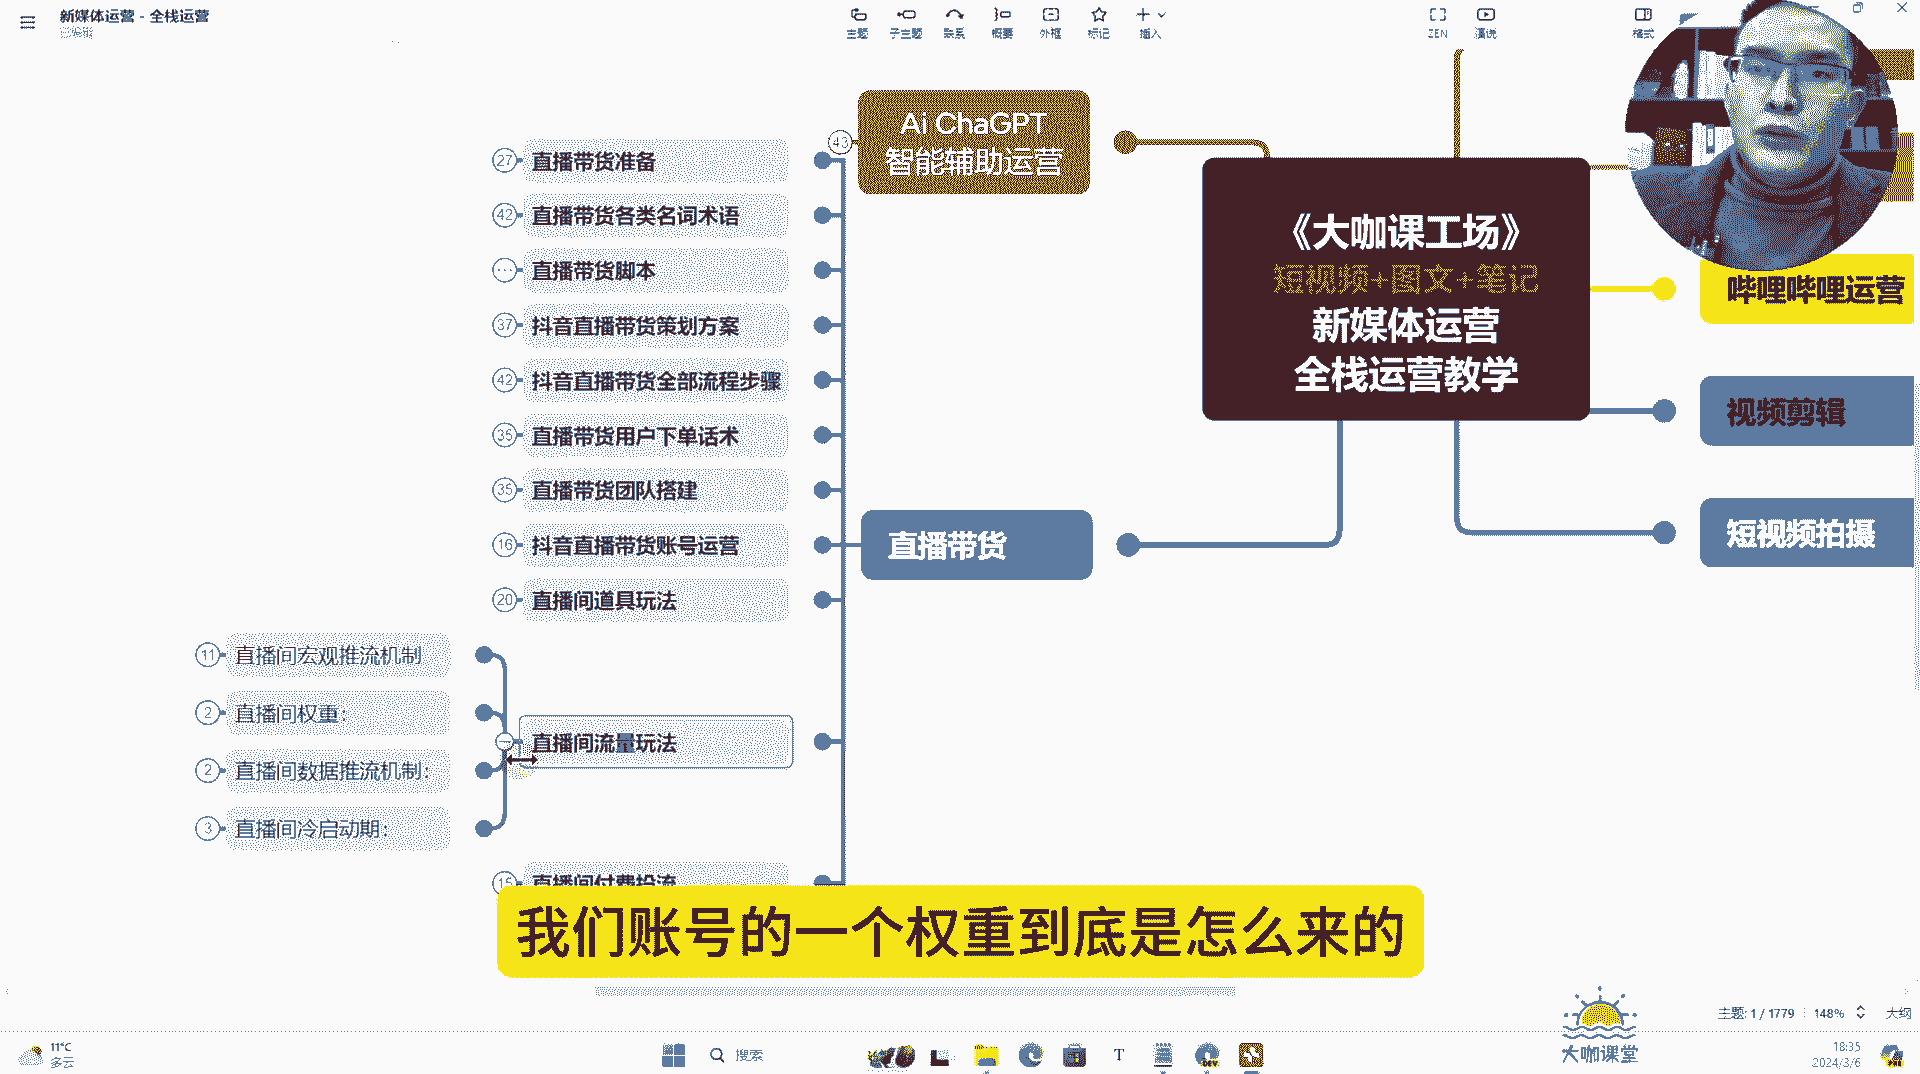 新媒体运营 - 全栈运营
已编辑
主题
子主题
联系
概要
外框
标记
插入
ZEN
演说
格式
Ai ChaGPT
智能辅助运营
43
27
直播带货准备
42
直播带货各类名词术语
直播带货脚本
37
抖音直播带货策划方案
42
抖音直播带货全部流程步骤
35
直播带货用户下单话术
35
直播带货团队搭建
16
抖音直播带货账号运营
20
直播间道具玩法
11
直播间宏观推流机制
2
直播间权重:
直播间流量玩法
2
直播间数据推流机制:
3
直播间冷启动期:
15
直播间付费投流
直播带货
《大咖课工场》
短视频+图文+笔记
新媒体运营
全栈运营教学
哔哩哔哩运营
视频剪辑
短视频拍摄
我们账号的一个权重到底是怎么来的
主题: 1 / 1779
148%
大纲
大咖课堂
11°C
多云
搜索
18:35
2024/3/6